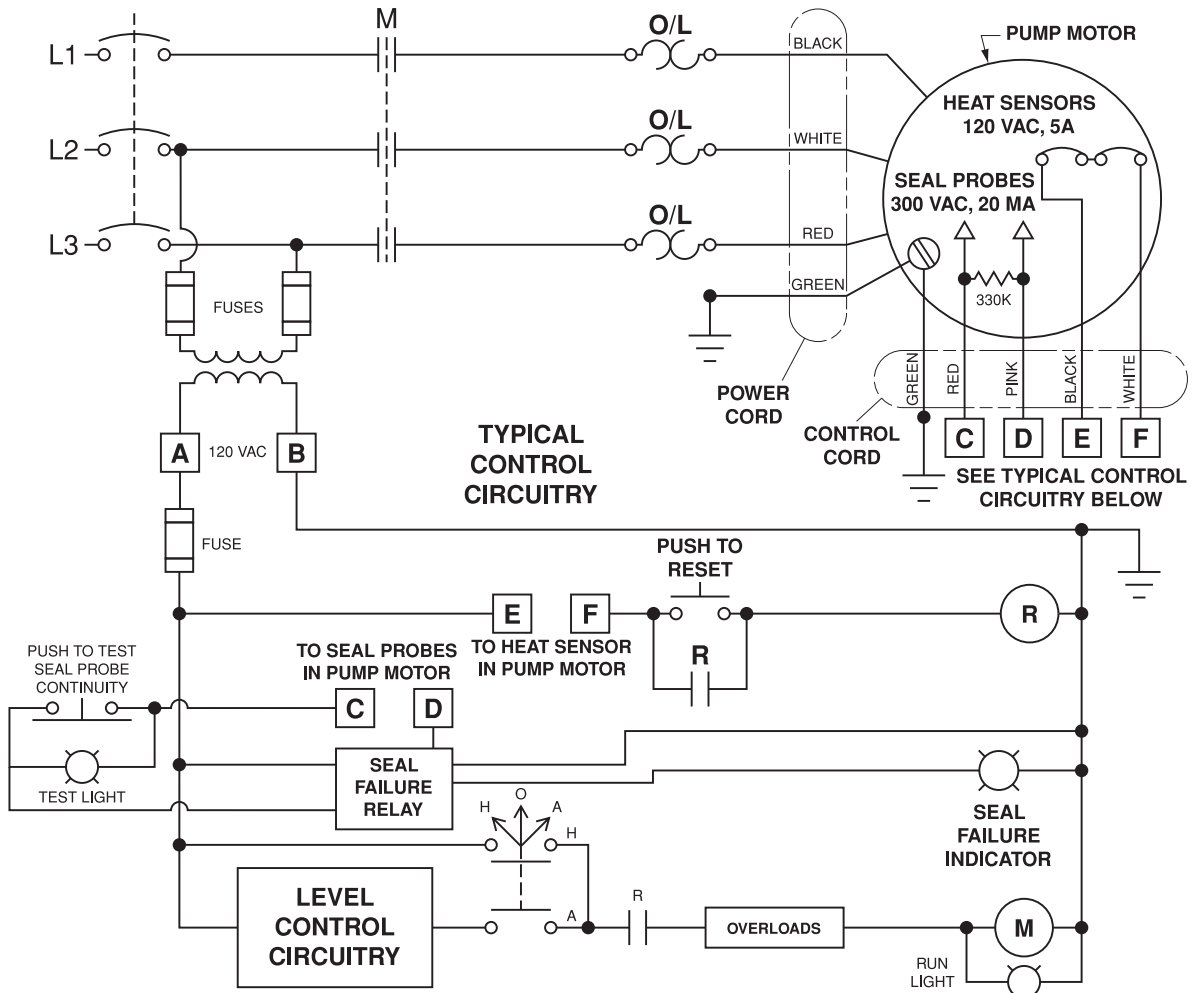 M
O/L
PUMP MOTOR
L1
BLACK
HEAT SENSORS
120 VAC, 5A
O/L
L2
WHITE
SEAL PROBES
300 VAC, 20 MA
O/L
L3
RED
FUSES
GREEN
330K
POWER
CORD
GREEN
RED
PINK
BLACK
WHITE
CONTROL
CORD
C
D
E
F
SEE TYPICAL CONTROL
CIRCUITRY BELOW
A
120 VAC
B
TYPICAL
CONTROL
CIRCUITRY
FUSE
PUSH TO
RESET
E
F
R
TO HEAT SENSOR
IN PUMP MOTOR
R
PUSH TO TEST
SEAL PROBE
CONTINUITY
TO SEAL PROBES
IN PUMP MOTOR
C
D
TEST LIGHT
SEAL
FAILURE
RELAY
SEAL
FAILURE
INDICATOR
H
O
A
H
LEVEL
CONTROL
CIRCUITRY
A
R
OVERLOADS
M
RUN
LIGHT